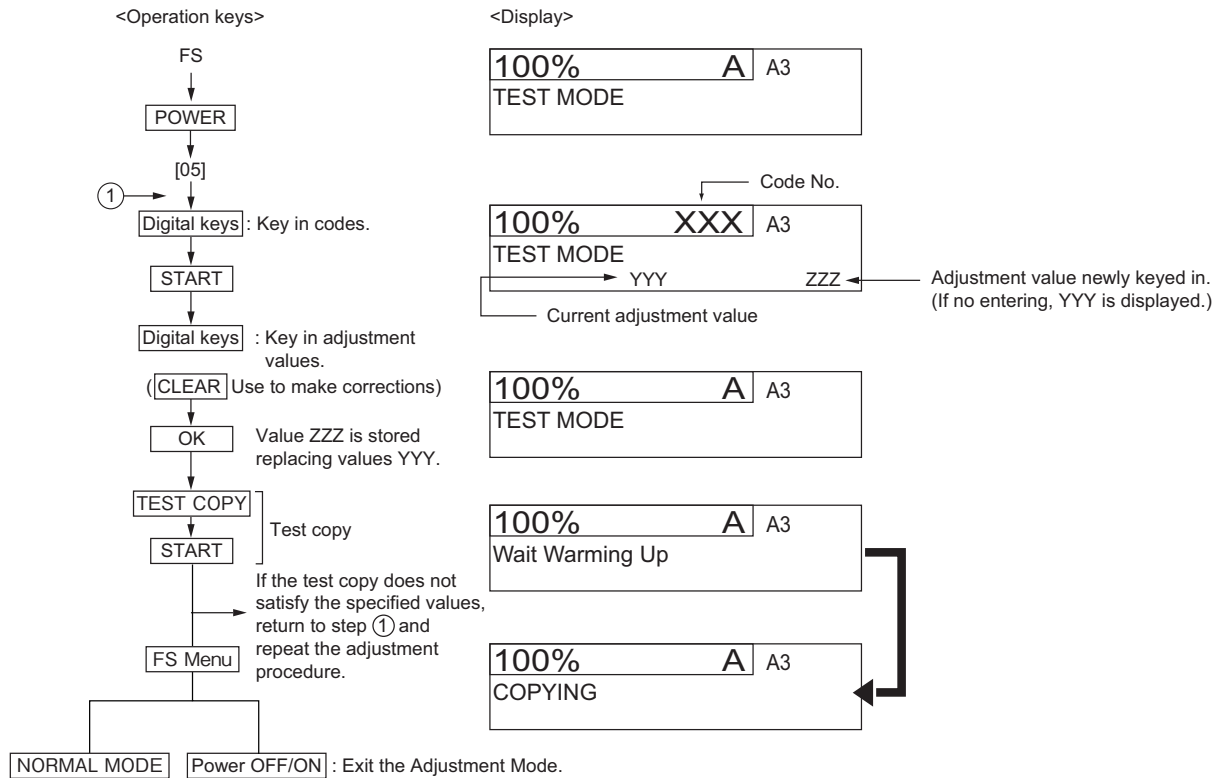 <Operation keys>
FS
POWER
[05]
1
Digital keys : Key in codes.
START
Digital keys : Key in adjustment
values.
(CLEAR Use to make corrections)
OK
Value ZZZ is stored
replacing values YYY.
TEST COPY
START
Test copy
If the test copy does not
satisfy the specified values,
return to step 1 and
repeat the adjustment
procedure.
FS Menu
NORMAL MODE
Power OFF/ON : Exit the Adjustment Mode.
<Display>
100% A A3
TEST MODE
Code No.
100% XXX A3
TEST MODE
YYY ZZZ
Adjustment value newly keyed in.
(If no entering, YYY is displayed.)
Current adjustment value
100% A A3
TEST MODE
100% A A3
Wait Warming Up
100% A A3
COPYING